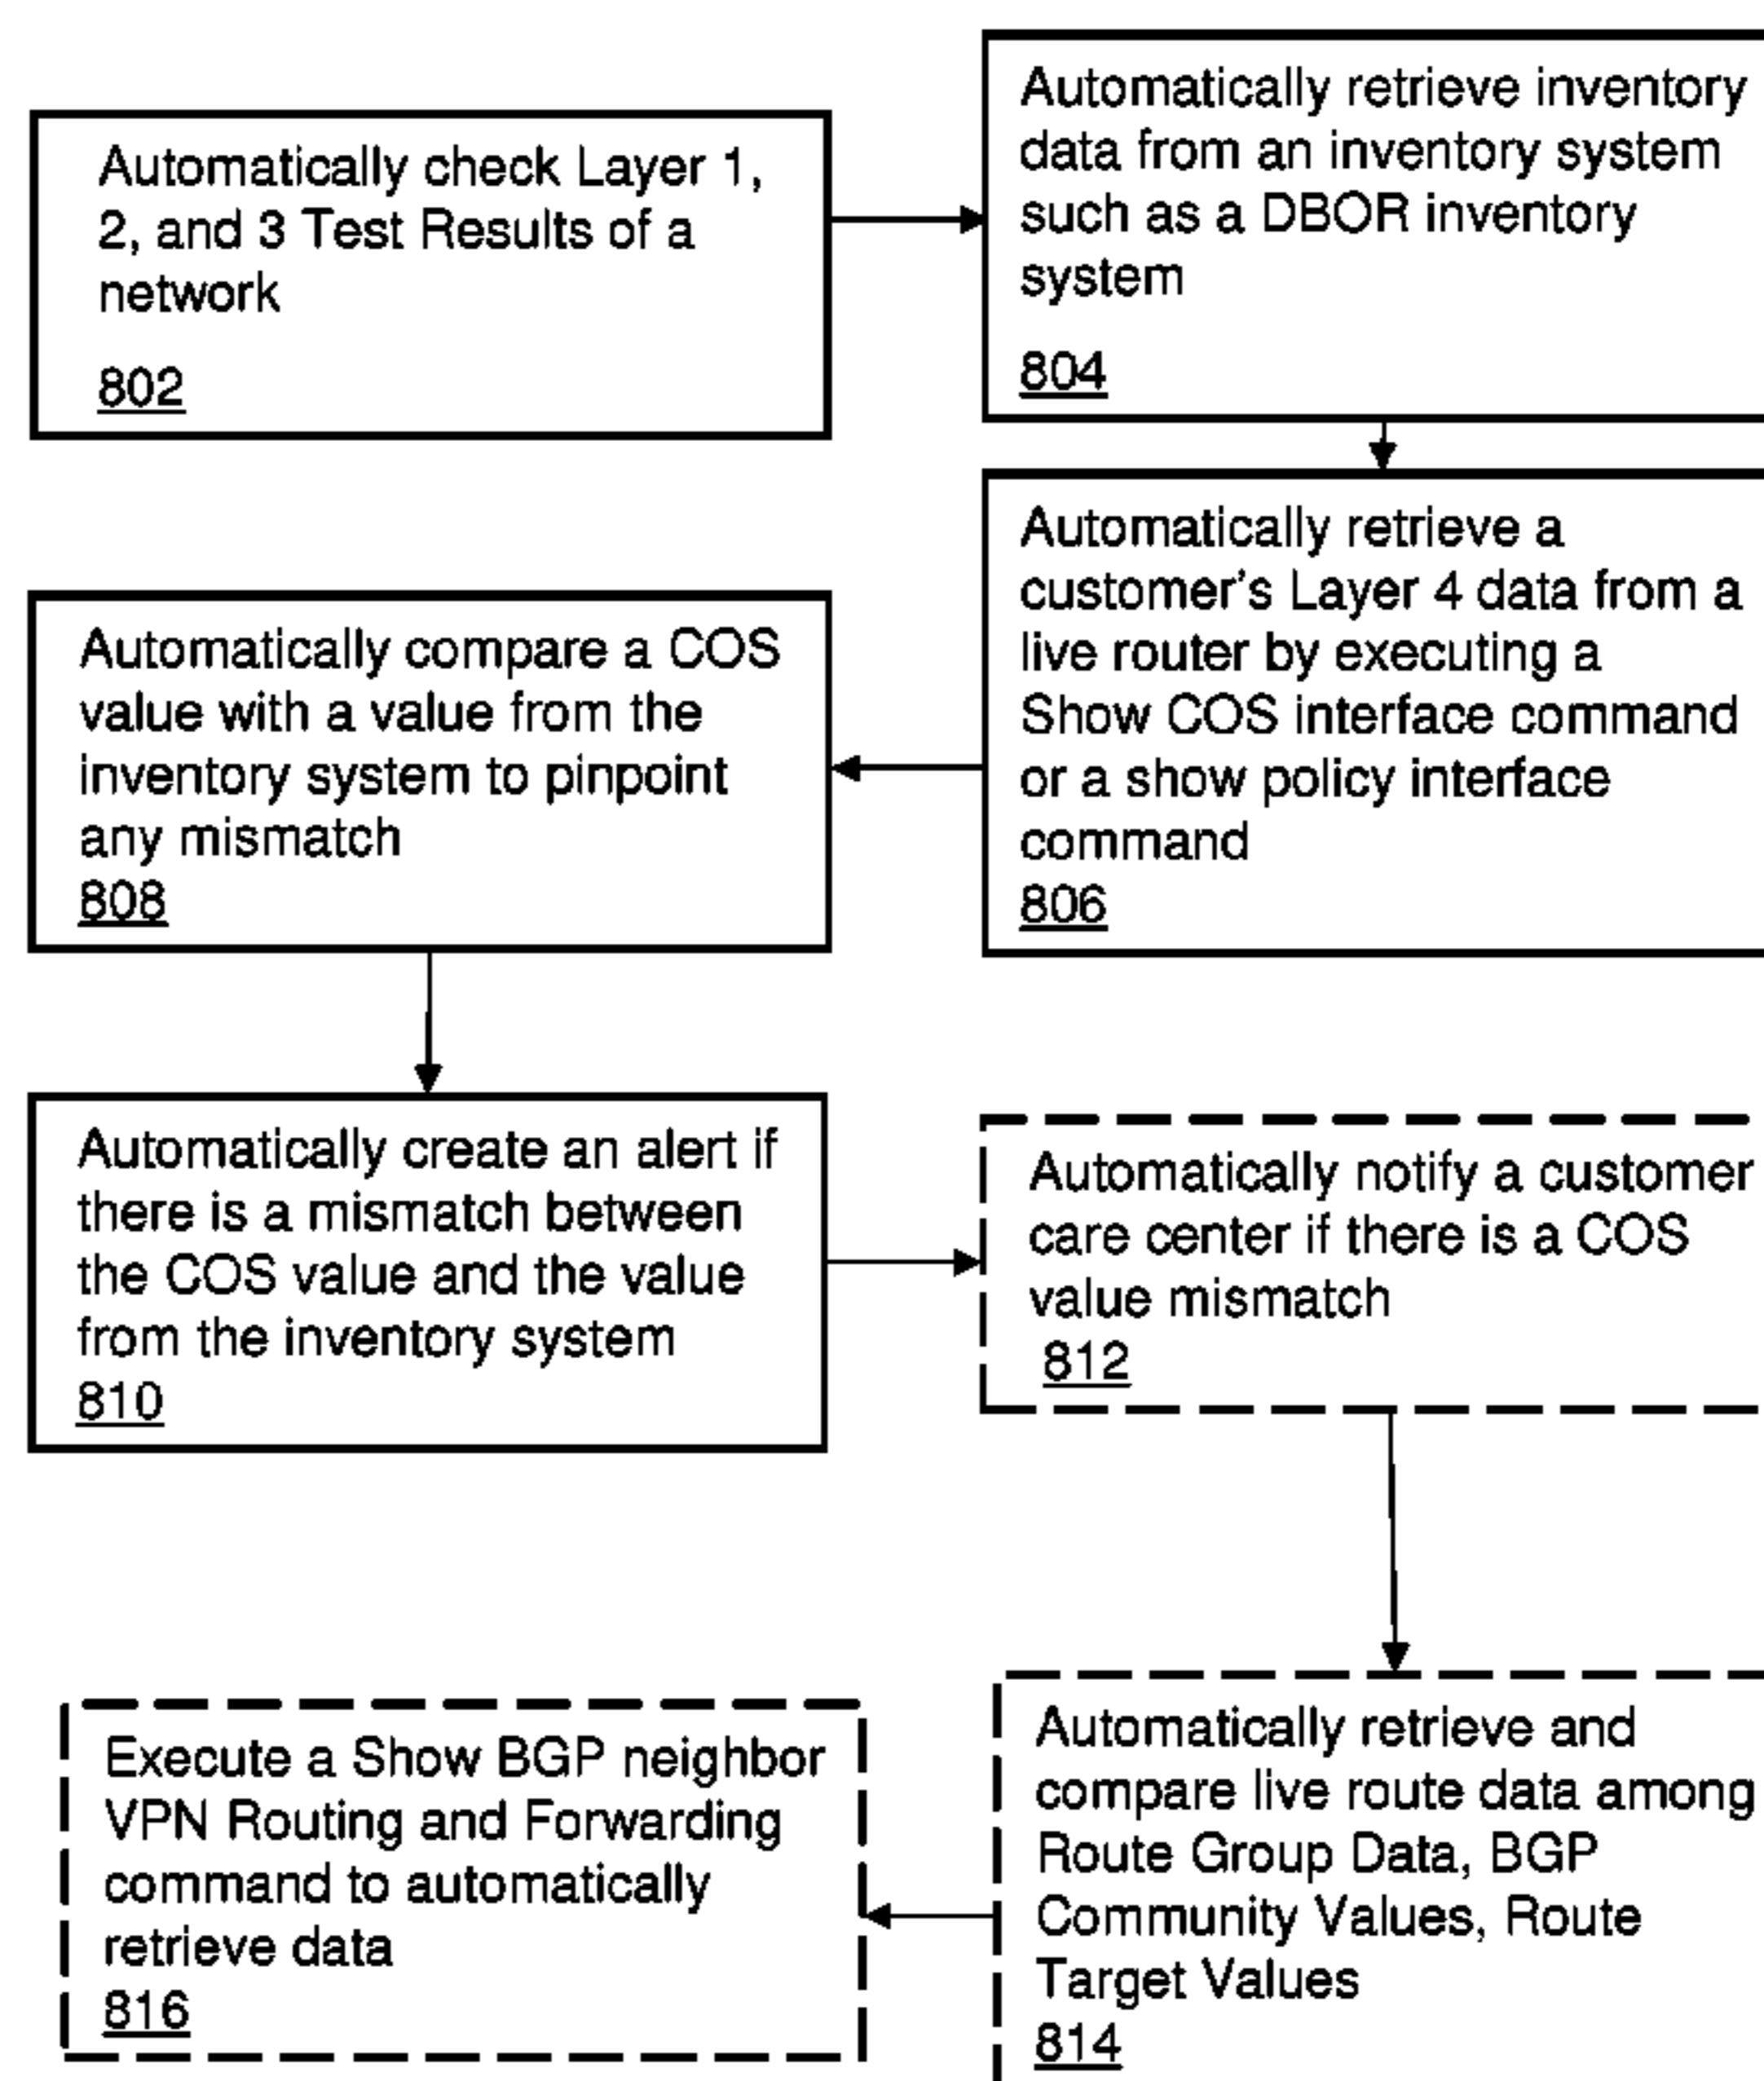 Automatically check Layer 1,
2, and 3 Test Results of a
network
802
Automatically retrieve inventory
data from an inventory system
such as a DBOR inventory
system
804
Automatically retrieve a
customer's Layer 4 data from a
live router by executing a
Show COS interface command
or a show policy interface
command
806
Automatically compare a COS
value with a value from the
inventory system to pinpoint
any mismatch
808
Automatically create an alert if
there is a mismatch between
the COS value and the value
from the inventory system
810
Automatically notify a customer
care center if there is a COS
value mismatch
812
Automatically retrieve and
compare live route data among
Route Group Data, BGP
Community Values, Route
Target Values
814
Execute a Show BGP neighbor
VPN Routing and Forwarding
command to automatically
retrieve data
816